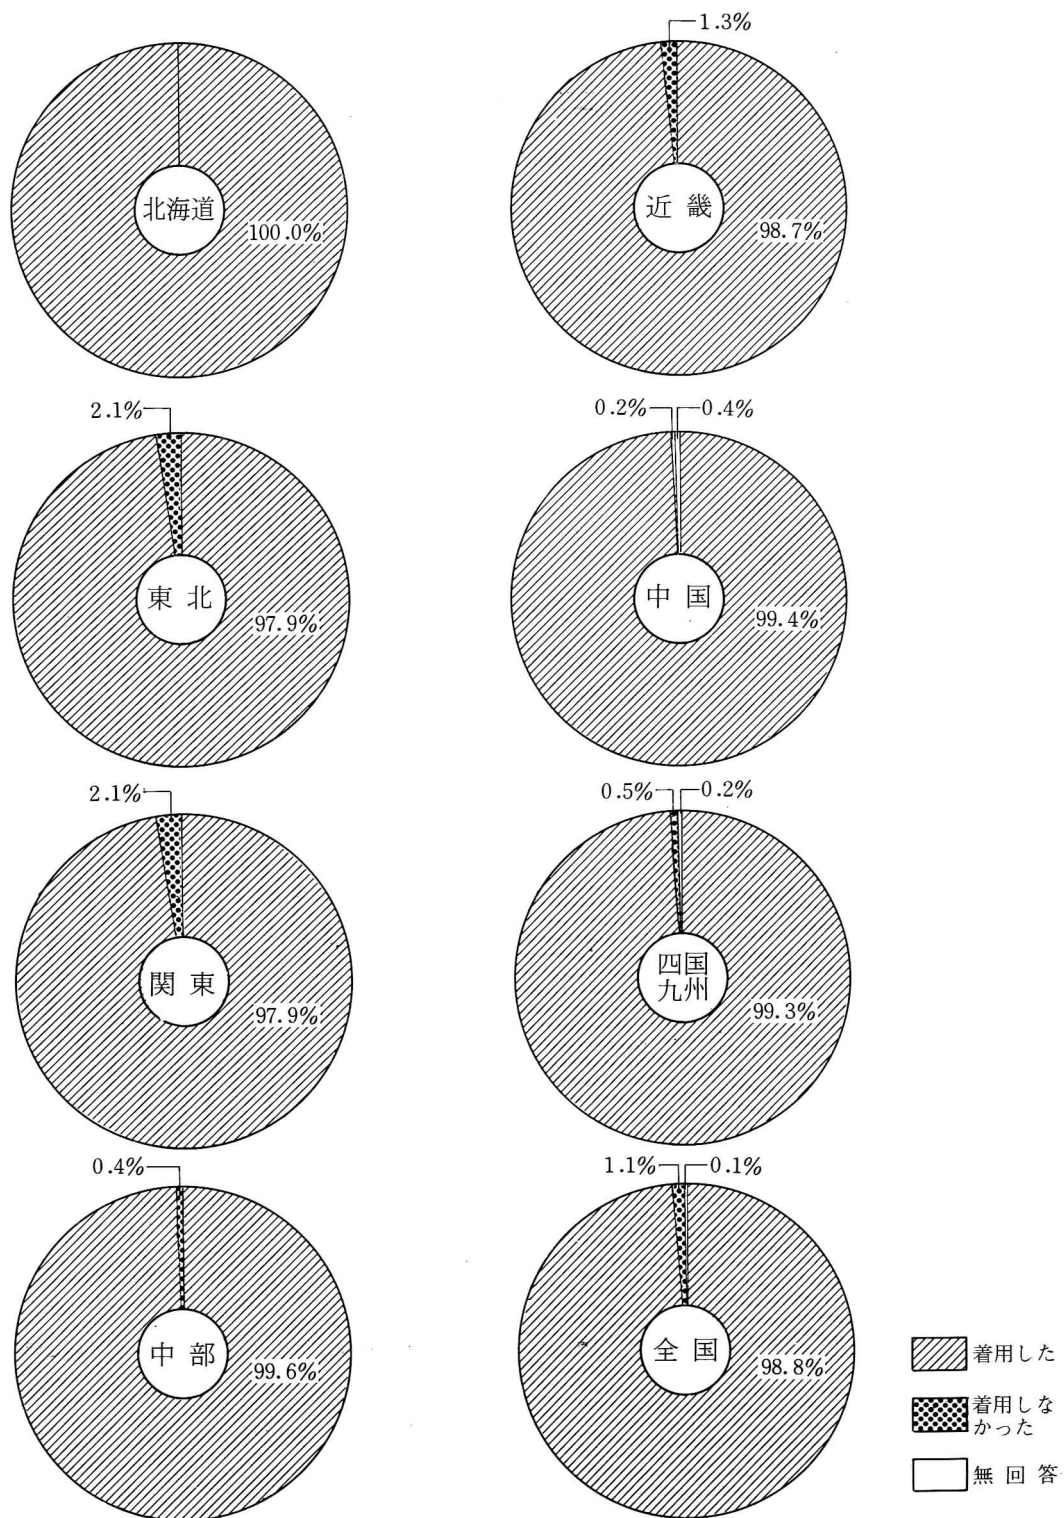 北海道
100.0%
1.3%
近畿
98.7%
2.1%
東北
97.9%
0.2%
0.4%
中国
99.4%
2.1%
関東
97.9%
0.5%
0.2%
四国
九州
99.3%
0.4%
中部
99.6%
1.1%
0.1%
全国
98.8%
着用した
着用しな
かった
無回答